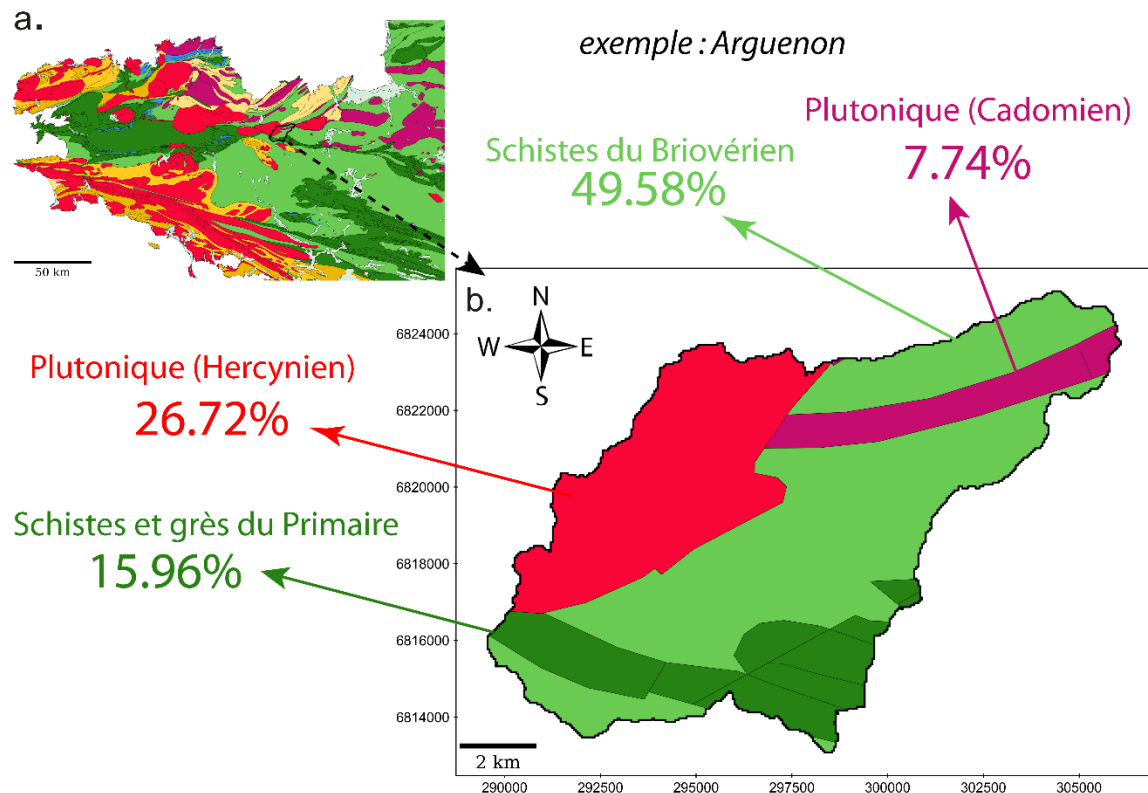 a.
exemple : Arguenon
Plutonique (Cadomien)
7.74%
Schistes du Briovérien
49.58%
50 km
b.
N
W
E
S
Plutonique (Hercynien)
26.72%
Schistes et grès du Primaire
15.96%
6824000
6822000
6820000
6818000
6816000
6814000
2 km
290000
292500
295000
297500
300000
302500
305000